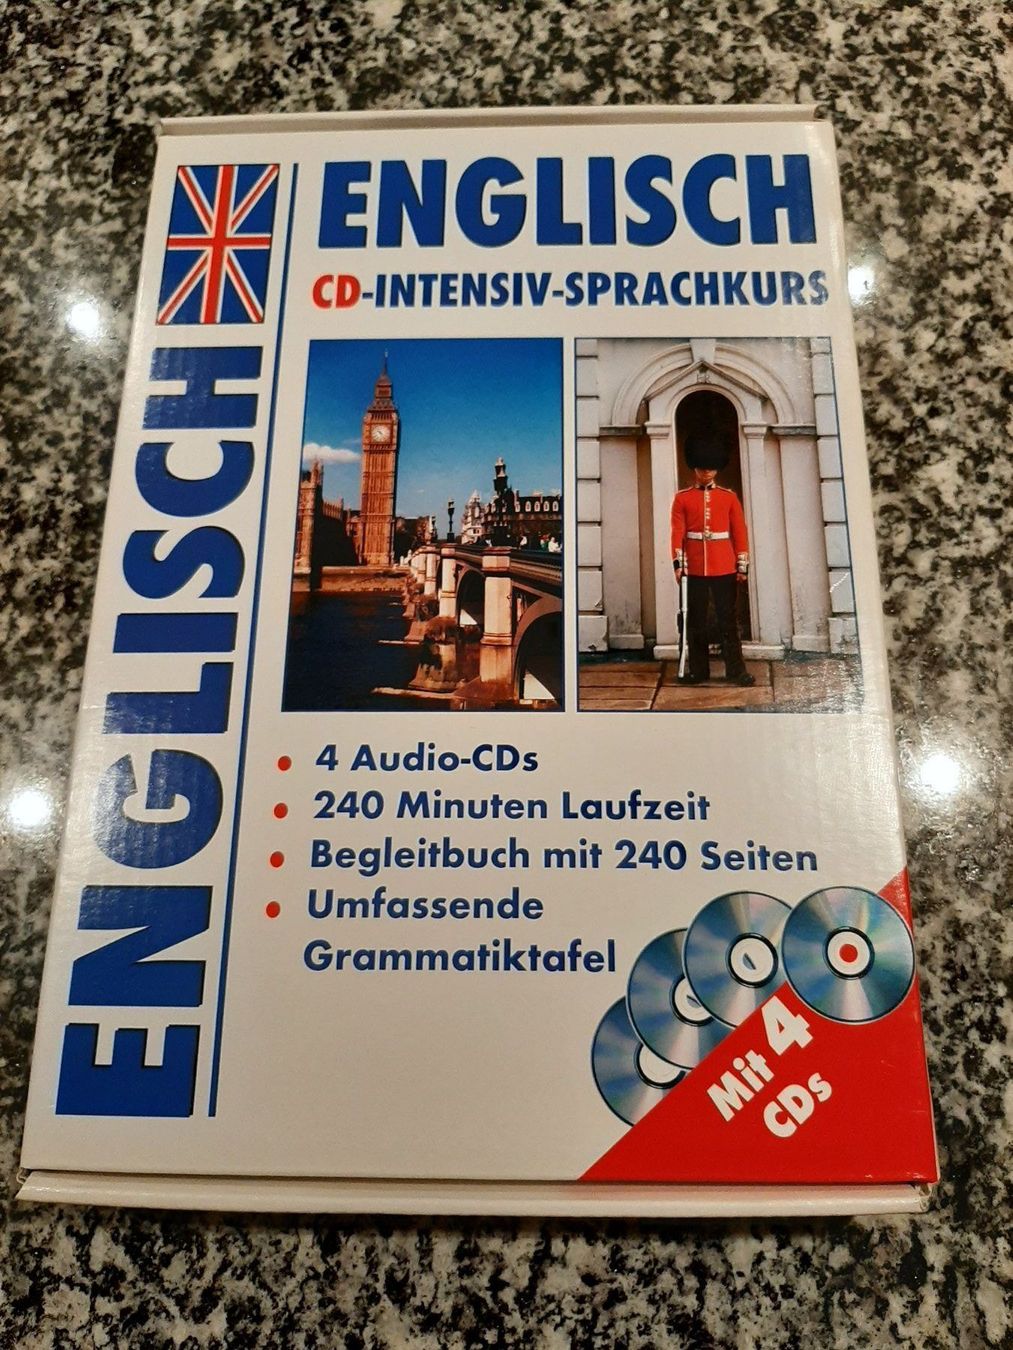 ENGLISCH
CD-INTENSIV-SPRACHKURS
ENGLISCH
• 4 Audio-CDs
• 240 Minuten Laufzeit
• Begleitbuch mit 240 Seiten
• Umfassende
Grammatiktafel
Mit 4
CDs